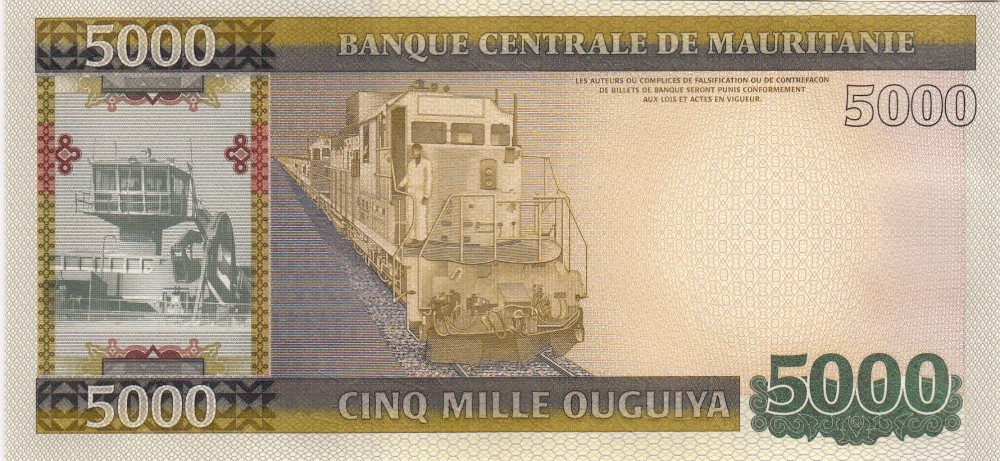 5000
BANQUE CENTRALE DE MAURITANIE
LES AUTEURS OU COMPLICES DE FALSIFICATION OU DE CONTREFAÇON
DE BILLETS DE BANQUE SERONT PUNIS CONFORMEMENT
AUX LOIS ET ACTES EN VIGUEUR.
5000
5000
CINQ MILLE OUGUIYA
5000